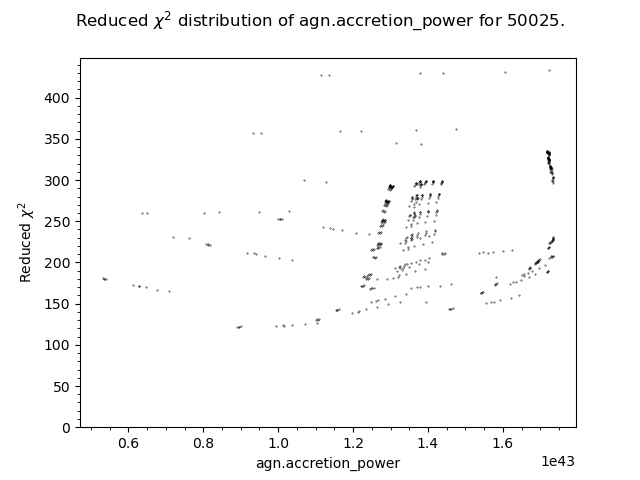 Reduced χ² distribution of agn.accretion_power for 50025.
Reduced χ²
400
350
300
250
200
150
100
50
0
0.6 0.8 1.0 1.2 1.4 1.6
1e43
agn.accretion_power